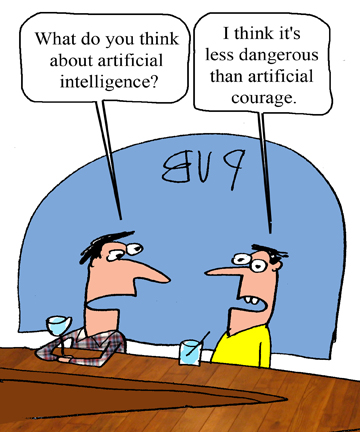 What do you think
about artificial
intelligence?
I think it's
less dangerous
than artificial
courage.
PUB